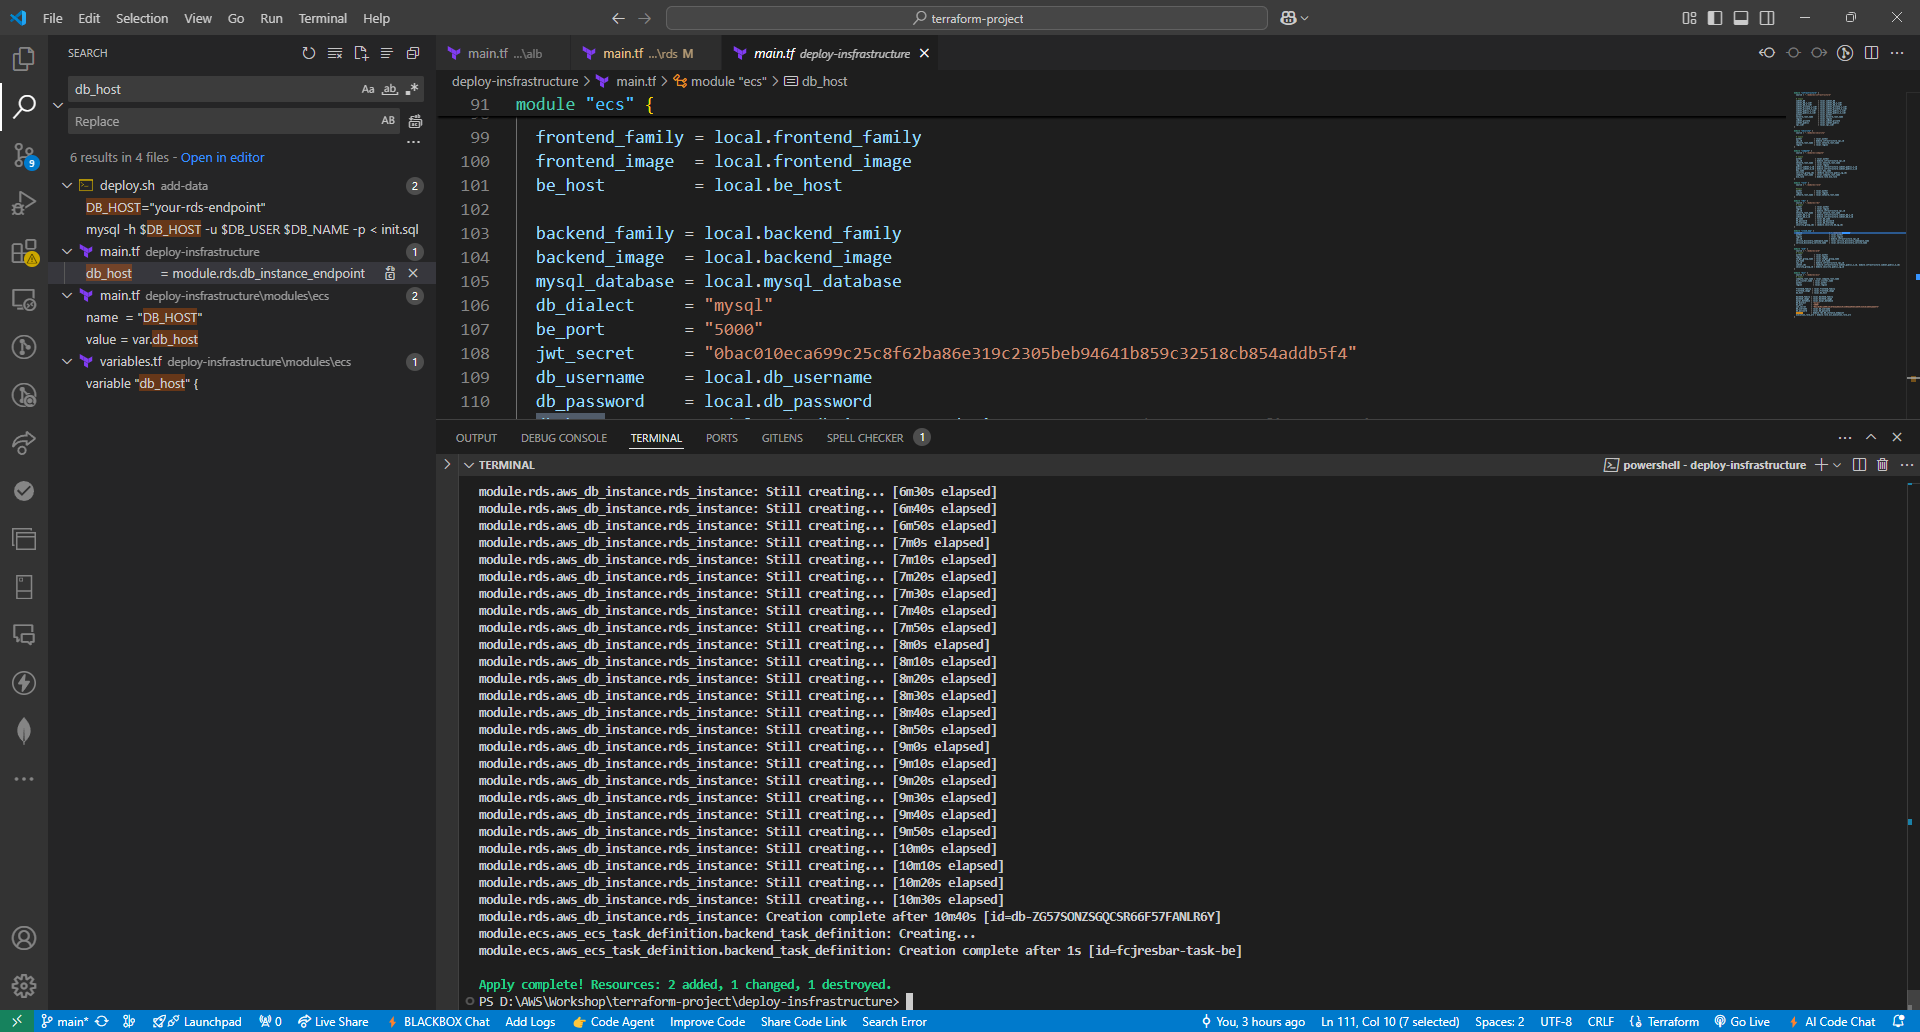 File Edit Selection View Go Run Terminal Help
terraform-project
SEARCH
db_host
Aa ab .*
Replace
AB
6 results in 4 files - Open in editor
deploy.sh add-data 2
DB_HOST="your-rds-endpoint"
mysql -h $DB_HOST -u $DB_USER $DB_NAME -p < init.sql
main.tf deploy-insfrastructure 1
db_host = module.rds.db_instance_endpoint
main.tf deploy-insfrastructure\modules\ecs 2
name = "DB_HOST"
value = var.db_host
variables.tf deploy-insfrastructure\modules\ecs 1
variable "db_host" {
9
main.tf ...\alb
main.tf ...\rds M
main.tf deploy-insfrastructure
deploy-insfrastructure > main.tf > module "ecs" > db_host
91 module "ecs" {
99 frontend_family = local.frontend_family
100 frontend_image = local.frontend_image
101 be_host = local.be_host
102
103 backend_family = local.backend_family
104 backend_image = local.backend_image
105 mysql_database = local.mysql_database
106 db_dialect = "mysql"
107 be_port = "5000"
108 jwt_secret = "0bac010eca699c25c8f62ba86e319c2305beb94641b859c32518cb854addb5f4"
109 db_username = local.db_username
110 db_password = local.db_password
OUTPUT DEBUG CONSOLE TERMINAL PORTS GITLENS SPELL CHECKER 1
TERMINAL
powershell - deploy-insfrastructure
module.rds.aws_db_instance.rds_instance: Still creating... [6m30s elapsed]
module.rds.aws_db_instance.rds_instance: Still creating... [6m40s elapsed]
module.rds.aws_db_instance.rds_instance: Still creating... [6m50s elapsed]
module.rds.aws_db_instance.rds_instance: Still creating... [7m0s elapsed]
module.rds.aws_db_instance.rds_instance: Still creating... [7m10s elapsed]
module.rds.aws_db_instance.rds_instance: Still creating... [7m20s elapsed]
module.rds.aws_db_instance.rds_instance: Still creating... [7m30s elapsed]
module.rds.aws_db_instance.rds_instance: Still creating... [7m40s elapsed]
module.rds.aws_db_instance.rds_instance: Still creating... [7m50s elapsed]
module.rds.aws_db_instance.rds_instance: Still creating... [8m0s elapsed]
module.rds.aws_db_instance.rds_instance: Still creating... [8m10s elapsed]
module.rds.aws_db_instance.rds_instance: Still creating... [8m20s elapsed]
module.rds.aws_db_instance.rds_instance: Still creating... [8m30s elapsed]
module.rds.aws_db_instance.rds_instance: Still creating... [8m40s elapsed]
module.rds.aws_db_instance.rds_instance: Still creating... [8m50s elapsed]
module.rds.aws_db_instance.rds_instance: Still creating... [9m0s elapsed]
module.rds.aws_db_instance.rds_instance: Still creating... [9m10s elapsed]
module.rds.aws_db_instance.rds_instance: Still creating... [9m20s elapsed]
module.rds.aws_db_instance.rds_instance: Still creating... [9m30s elapsed]
module.rds.aws_db_instance.rds_instance: Still creating... [9m40s elapsed]
module.rds.aws_db_instance.rds_instance: Still creating... [9m50s elapsed]
module.rds.aws_db_instance.rds_instance: Still creating... [10m0s elapsed]
module.rds.aws_db_instance.rds_instance: Still creating... [10m10s elapsed]
module.rds.aws_db_instance.rds_instance: Still creating... [10m20s elapsed]
module.rds.aws_db_instance.rds_instance: Still creating... [10m30s elapsed]
module.rds.aws_db_instance.rds_instance: Creation complete after 10m40s [id=db-ZG57SONZSGQCSR66F57FANLR6Y]
module.ecs.aws_ecs_task_definition.backend_task_definition: Creating...
module.ecs.aws_ecs_task_definition.backend_task_definition: Creation complete after 1s [id=fcjresbar-task-be]
Apply complete! Resources: 2 added, 1 changed, 1 destroyed.
PS D:\AWS\Workshop\terraform-project\deploy-insfrastructure>
main* Launchpad 0 Live Share BLACKBOX Chat Add Logs Code Agent Improve Code Share Code Link Search Error You, 3 hours ago Ln 111, Col 10 (7 selected) Spaces: 2 UTF-8 CRLF Terraform Go Live AI Code Chat